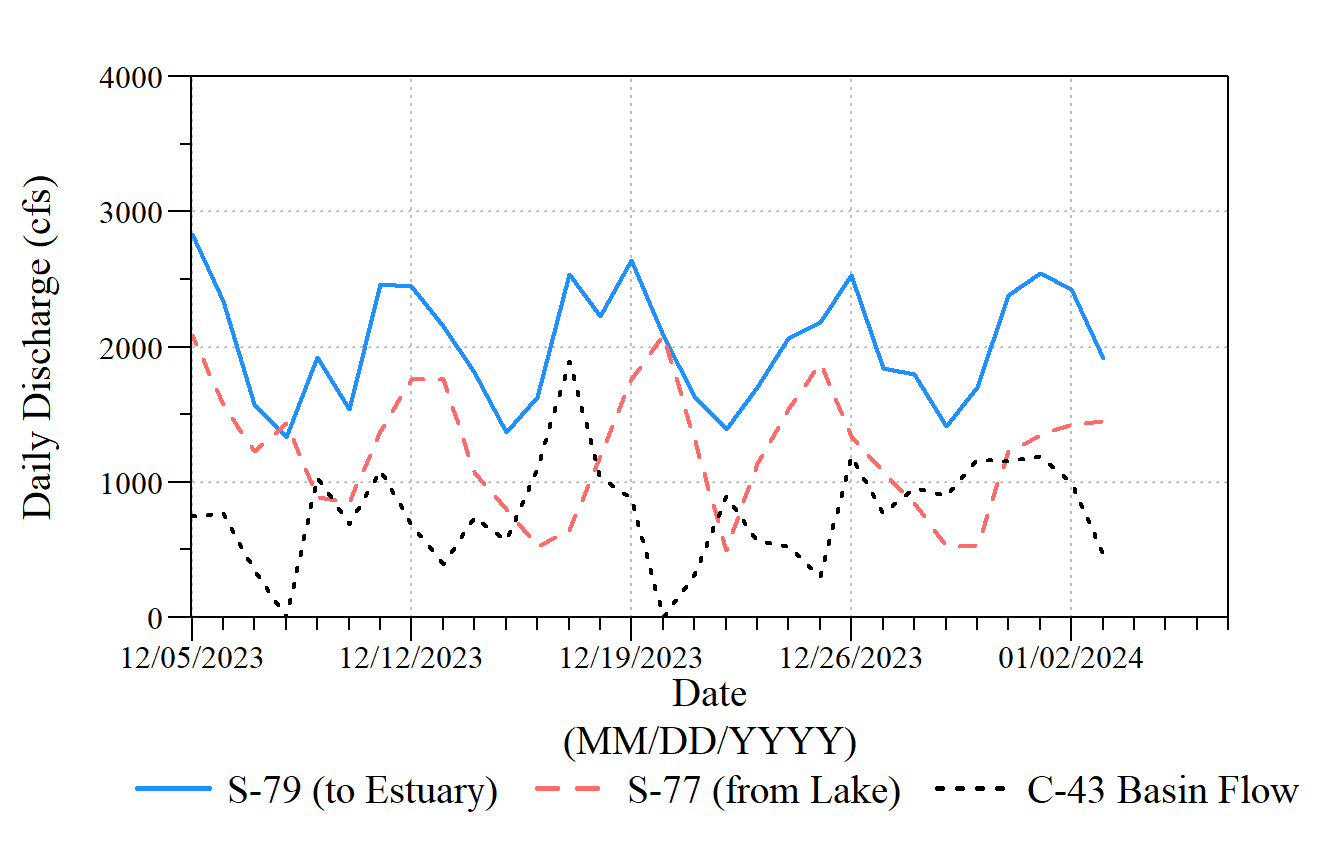 4000
3000
2000
1000
0
Daily Discharge (cfs)
12/05/2023 12/12/2023 12/19/2023 12/26/2023 01/02/2024
Date
(MM/DD/YYYY)
S-79 (to Estuary) S-77 (from Lake) C-43 Basin Flow